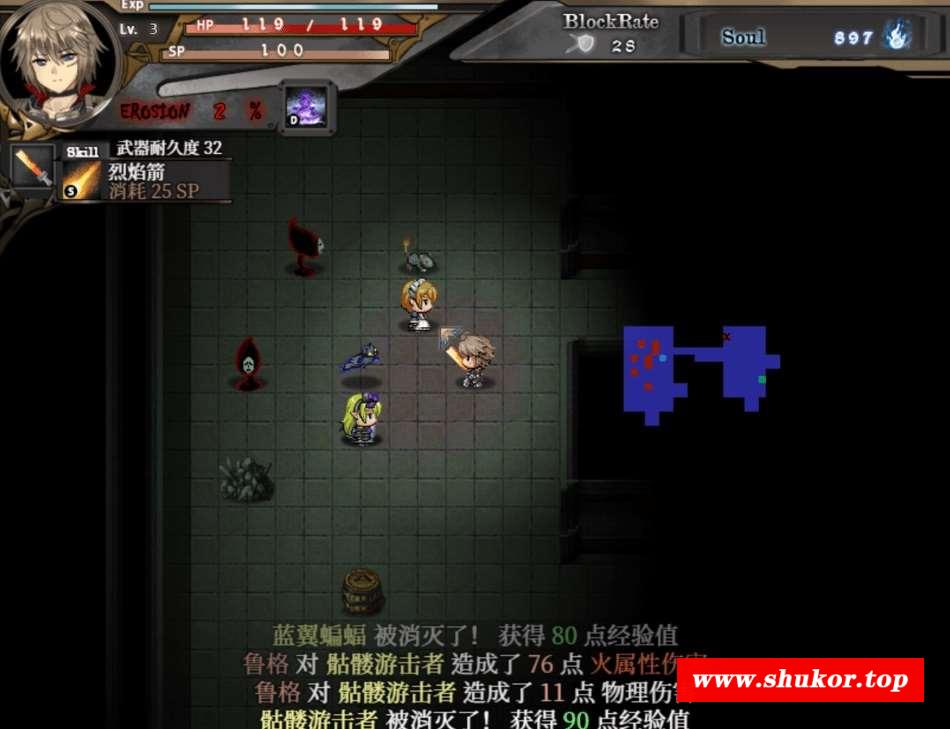 Exp
Lv. 3
HP 119 / 119
SP 100
BlockRate
28
Soul 897
EROSION 2 %
D
Skill 武器耐久度 32
烈焰箭
S
消耗 25 SP
蓝翼蝙蝠 被消灭了! 获得 80 点经验值
鲁格 对 骷髅游击者 造成了 76 点 火属性伤害
鲁格 对 骷髅游击者 造成了 11 点 物理伤
骷髅游击者 被消灭了! 获得 90 点经验值
www.shukor.top